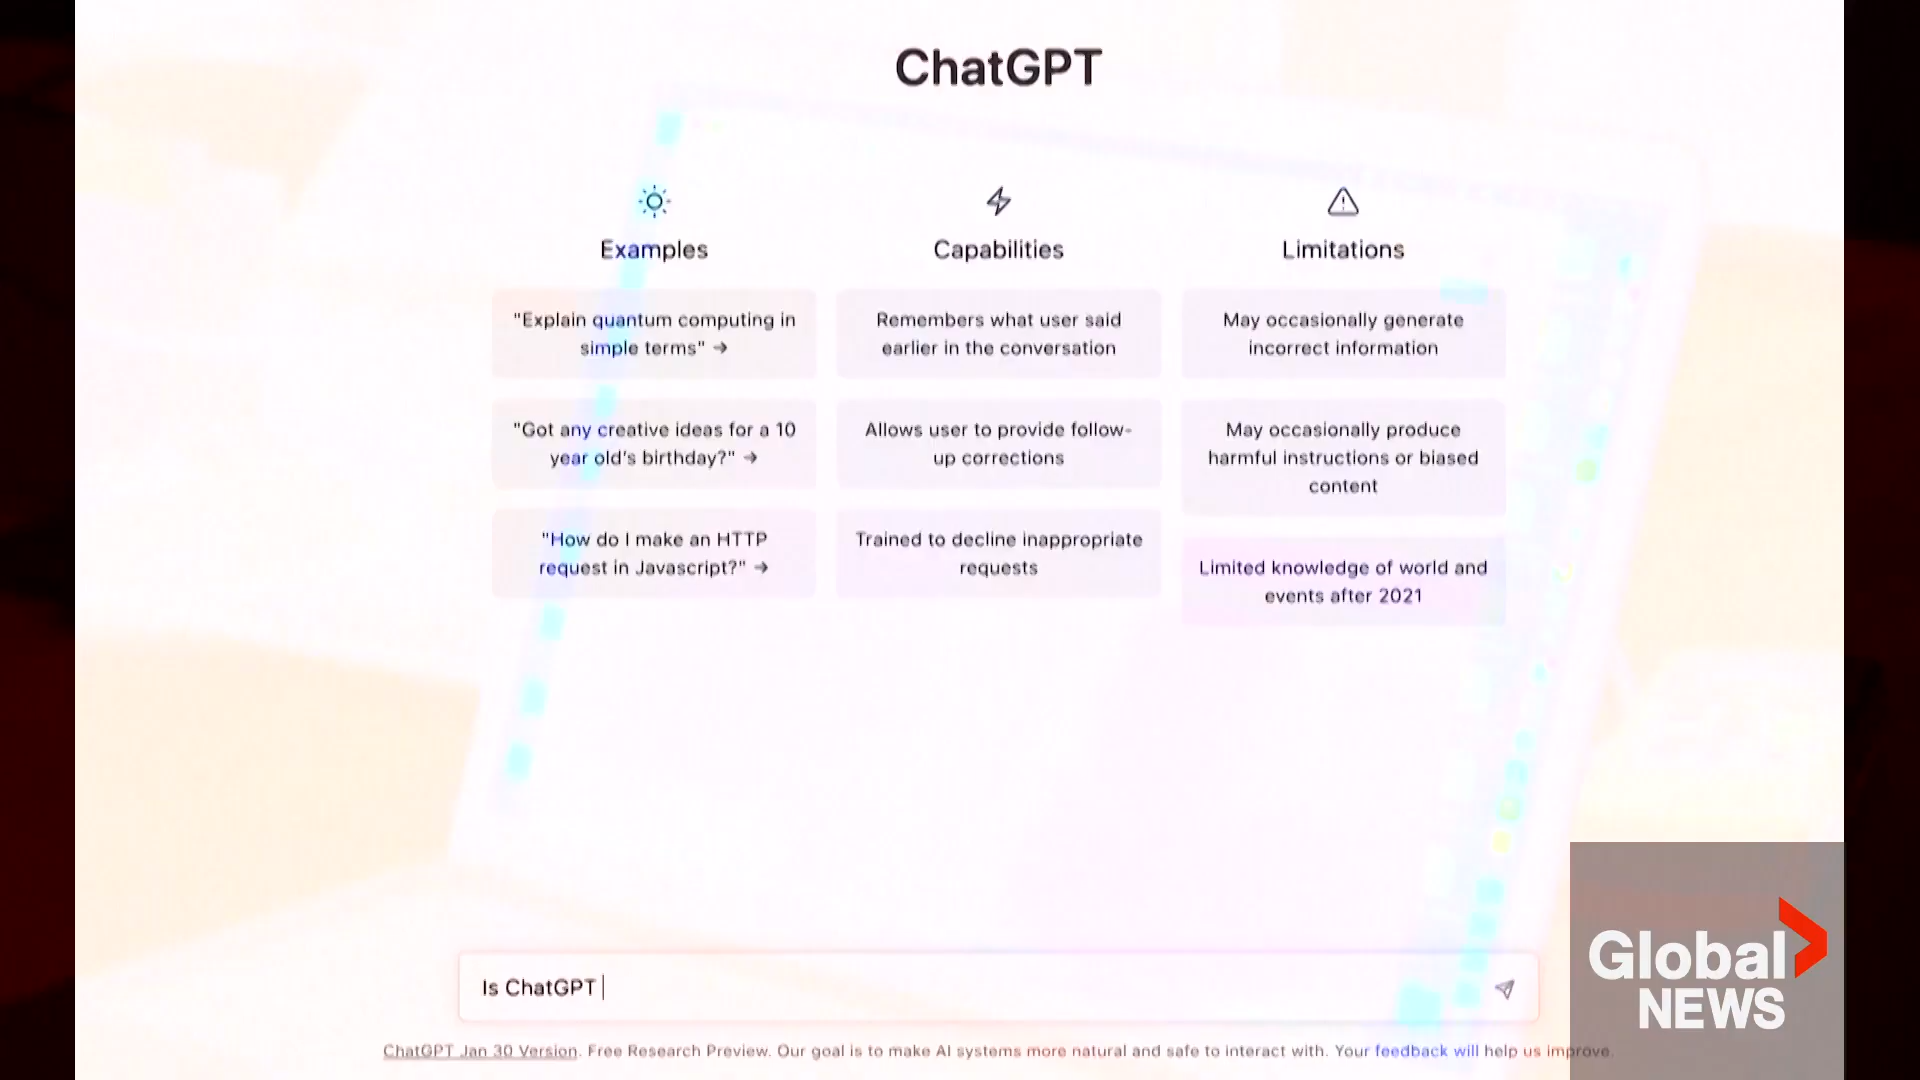 ChatGPT
Examples
"Explain quantum computing in
simple terms" →
"Got any creative ideas for a 10
year old's birthday?" →
"How do I make an HTTP
request in Javascript?" →
Capabilities
Remembers what user said
earlier in the conversation
Allows user to provide follow-
up corrections
Trained to decline inappropriate
requests
Limitations
May occasionally generate
incorrect information
May occasionally produce
harmful instructions or biased
content
Limited knowledge of world and
events after 2021
Is ChatGPT
ChatGPT Jan 30 Version. Free Research Preview. Our goal is to make AI systems more natural and safe to interact with. Your feedback will help us improve.
Global
NEWS